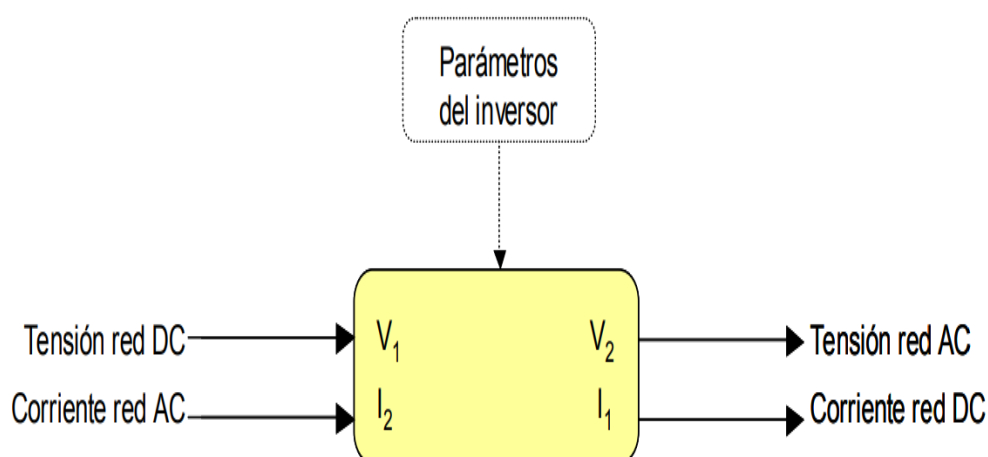 Parámetros
del inversor
Tensión red DC
V₁
V₂
Tensión red AC
Corriente red AC
I₂
I₁
Corriente red DC